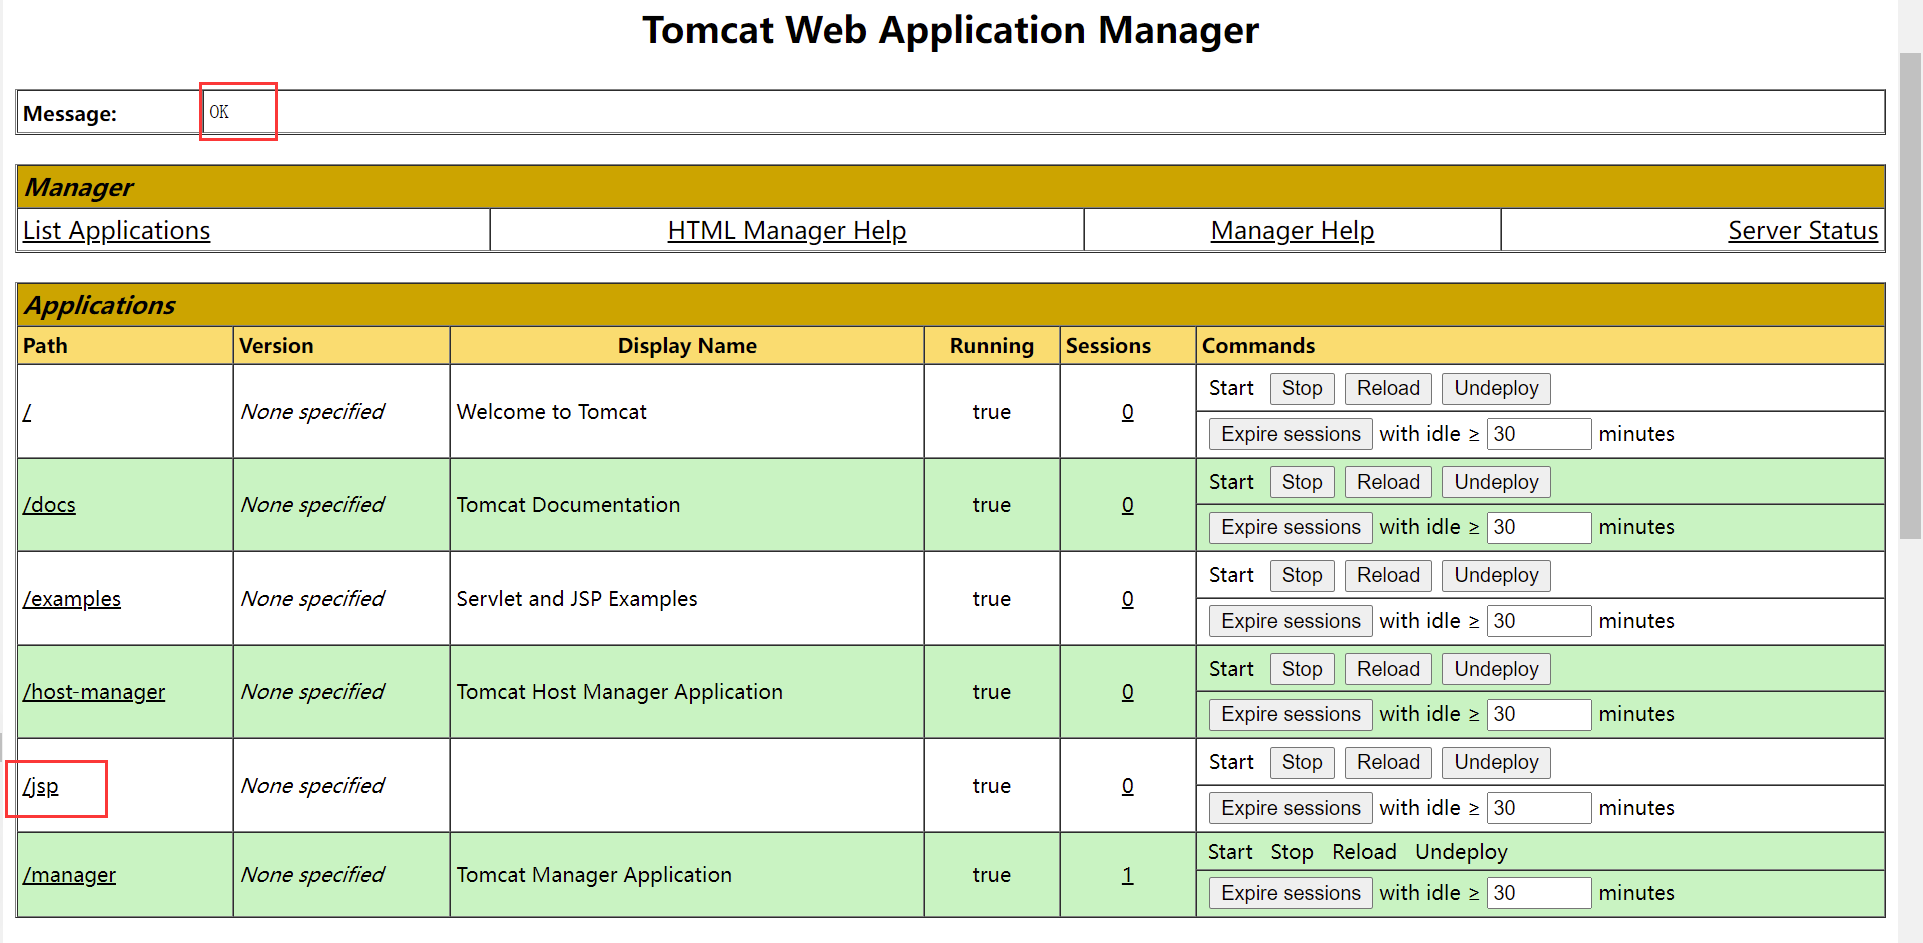 Tomcat Web Application Manager
Message: OK
Manager
List Applications HTML Manager Help Manager Help Server Status
Applications
Path Version Display Name Running Sessions Commands
/ None specified Welcome to Tomcat true 0 Start Stop Reload Undeploy
Expire sessions with idle ≥ 30 minutes
/docs None specified Tomcat Documentation true 0 Start Stop Reload Undeploy
Expire sessions with idle ≥ 30 minutes
/examples None specified Servlet and JSP Examples true 0 Start Stop Reload Undeploy
Expire sessions with idle ≥ 30 minutes
/host-manager None specified Tomcat Host Manager Application true 0 Start Stop Reload Undeploy
Expire sessions with idle ≥ 30 minutes
/jsp None specified true 0 Start Stop Reload Undeploy
Expire sessions with idle ≥ 30 minutes
/manager None specified Tomcat Manager Application true 1 Start Stop Reload Undeploy
Expire sessions with idle ≥ 30 minutes